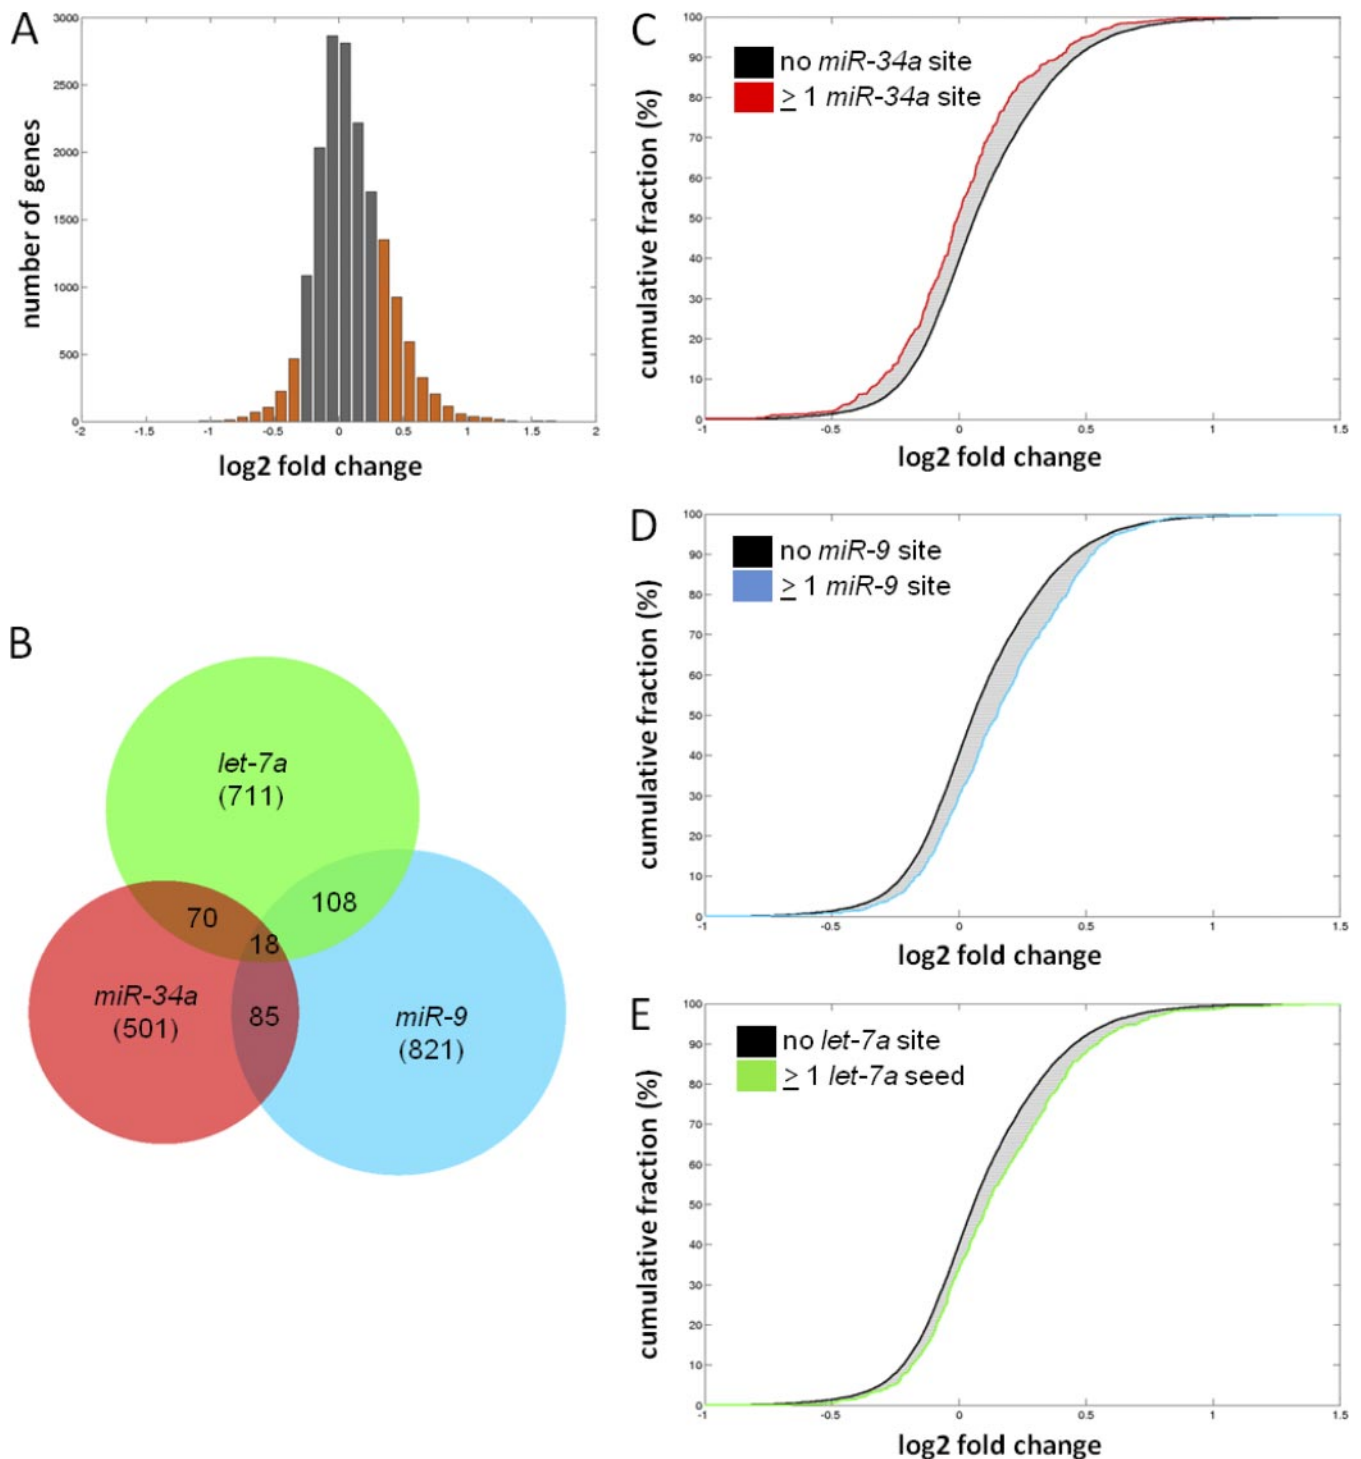 A
3000
2500
2000
1500
1000
500
0
number of genes
-2 -1.5 -1 -0.5 0 0.5 1 1.5 2
log2 fold change
B
let-7a
(711)
108
70
18
miR-34a
(501)
85
miR-9
(821)
C
100
90
80
70
60
50
40
30
20
10
0
cumulative fraction (%)
no miR-34a site
≥ 1 miR-34a site
-1 -0.5 0 0.5 1 1.5
log2 fold change
D
100
90
80
70
60
50
40
30
20
10
0
cumulative fraction (%)
no miR-9 site
≥ 1 miR-9 site
-1 -0.5 0 0.5 1 1.5
log2 fold change
E
100
90
80
70
60
50
40
30
20
10
0
cumulative fraction (%)
no let-7a site
≥ 1 let-7a seed
-1 -0.5 0 0.5 1 1.5
log2 fold change